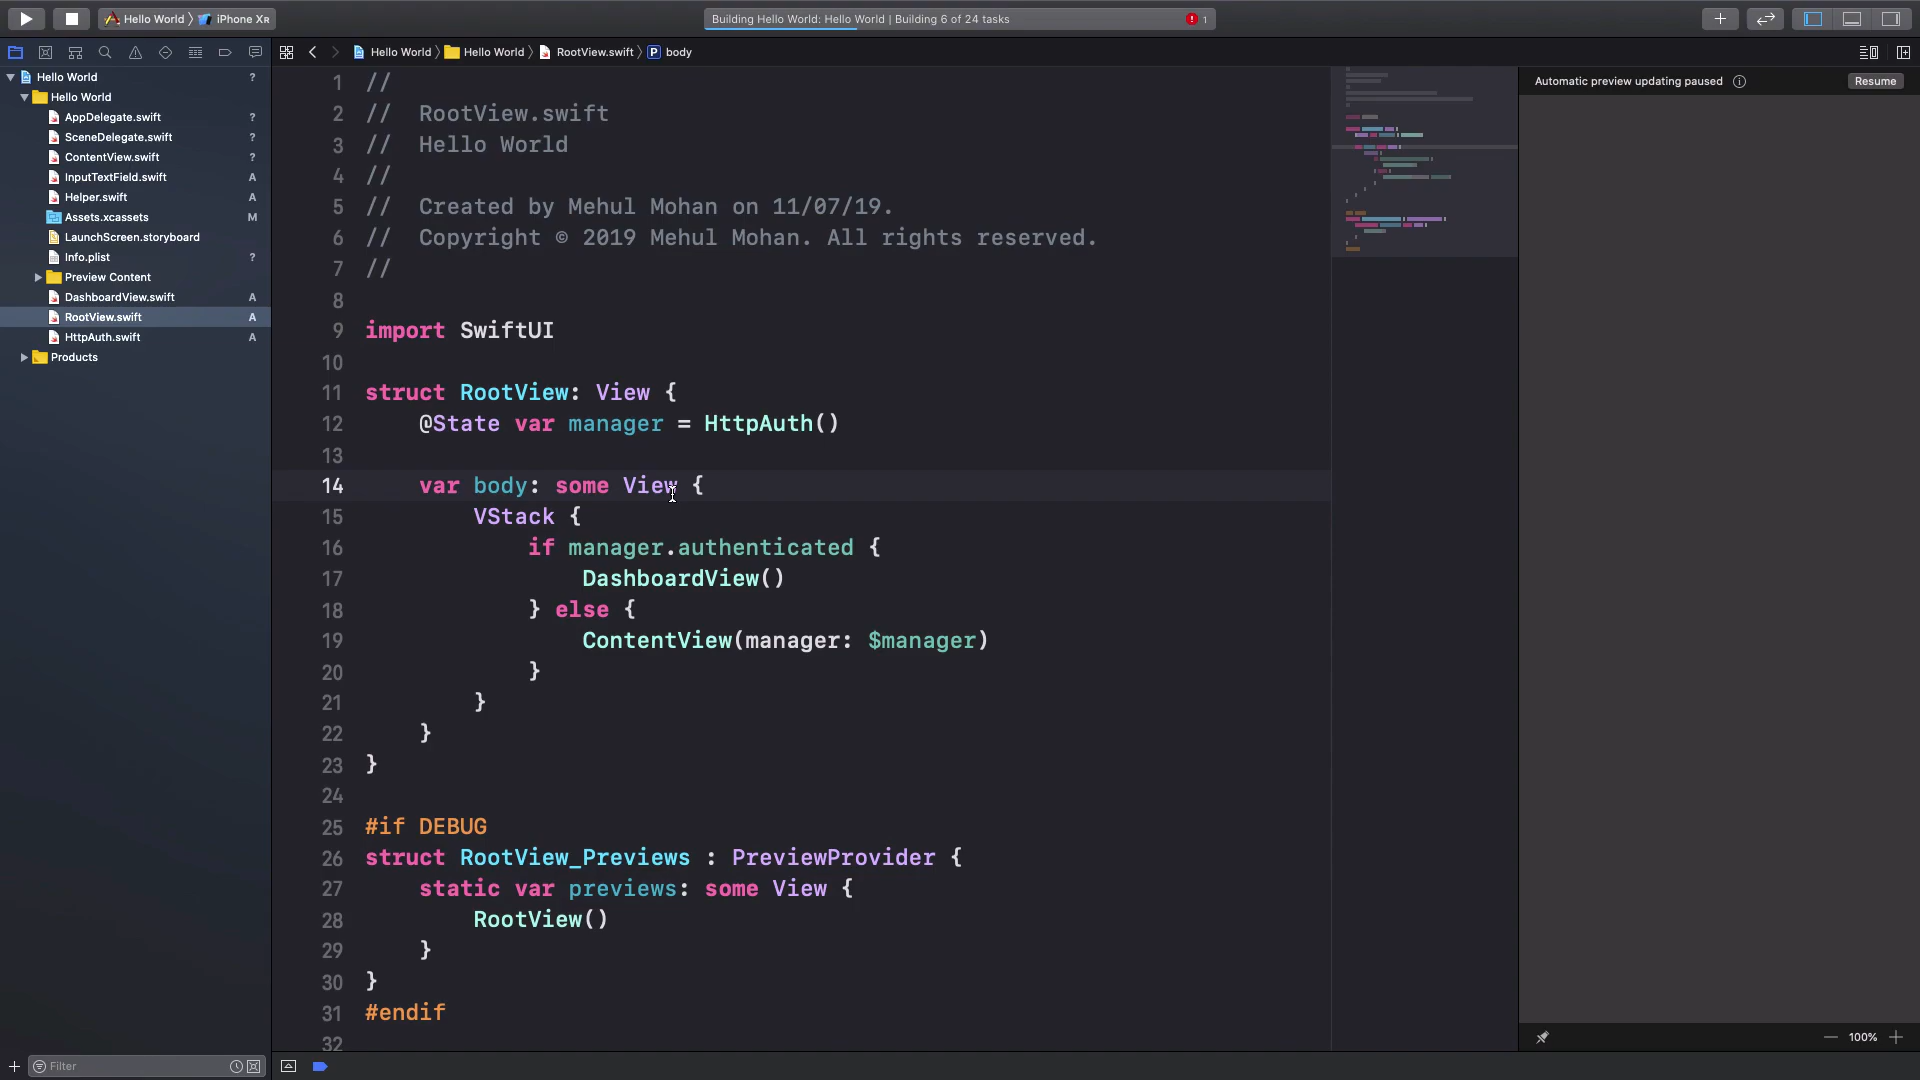 Hello World
iPhone XR
Building Hello World: Hello World | Building 6 of 24 tasks
1
Hello World
Hello World
RootView.swift
P
body
Hello World
?
Hello World
AppDelegate.swift
?
SceneDelegate.swift
?
ContentView.swift
?
InputTextField.swift
A
Helper.swift
A
Assets.xcassets
M
LaunchScreen.storyboard
Info.plist
?
Preview Content
DashboardView.swift
A
RootView.swift
A
HttpAuth.swift
A
Products
1 //
2 // RootView.swift
3 // Hello World
4 //
5 // Created by Mehul Mohan on 11/07/19.
6 // Copyright © 2019 Mehul Mohan. All rights reserved.
7 //
8
9 import SwiftUI
10
11 struct RootView: View {
12 @State var manager = HttpAuth()
13
14 var body: some View {
15 VStack {
16 if manager.authenticated {
17 DashboardView()
18 } else {
19 ContentView(manager: $manager)
20 }
21 }
22 }
23 }
24
25 #if DEBUG
26 struct RootView_Previews : PreviewProvider {
27 static var previews: some View {
28 RootView()
29 }
30 }
31 #endif
32
Automatic preview updating paused
Resume
Filter
100%